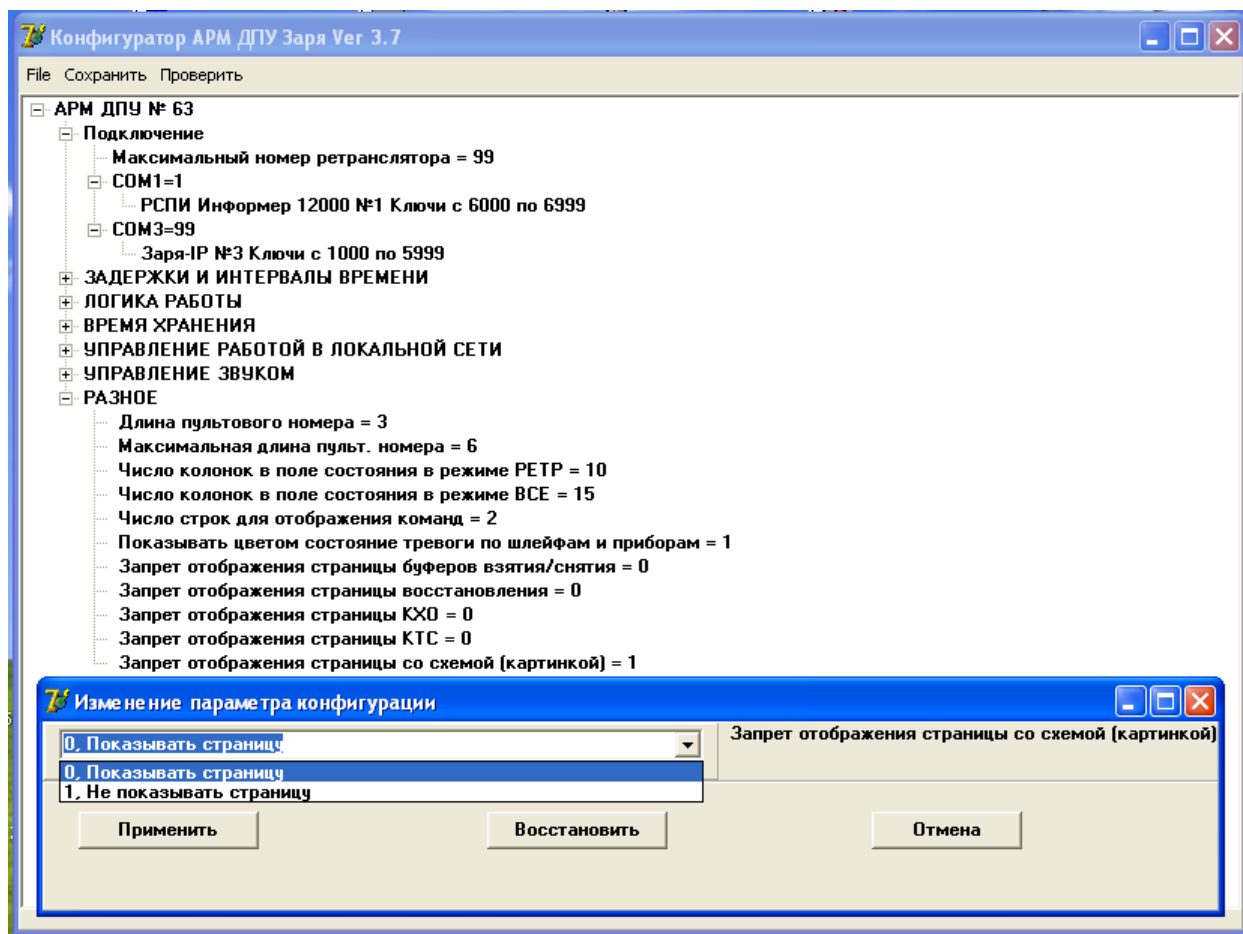 Конфигуратор АРМ ДПУ Заря Ver 3.7
File Сохранить Проверить
АРМ ДПУ № 63
Подключение
Максимальный номер ретранслятора = 99
COM1=1
РСПИ Информер 12000 №1 Ключи с 6000 по 6999
COM3=99
Заря-IP №3 Ключи с 1000 по 5999
ЗАДЕРЖКИ И ИНТЕРВАЛЫ ВРЕМЕНИ
ЛОГИКА РАБОТЫ
ВРЕМЯ ХРАНЕНИЯ
УПРАВЛЕНИЕ РАБОТОЙ В ЛОКАЛЬНОЙ СЕТИ
УПРАВЛЕНИЕ ЗВУКОМ
РАЗНОЕ
Длина пультового номера = 3
Максимальная длина пульт. номера = 6
Число колонок в поле состояния в режиме РЕТР = 10
Число колонок в поле состояния в режиме ВСЕ = 15
Число строк для отображения команд = 2
Показывать цветом состояние тревоги по шлейфам и приборам = 1
Запрет отображения страницы буферов взятия/снятия = 0
Запрет отображения страницы восстановления = 0
Запрет отображения страницы КХО = 0
Запрет отображения страницы КТС = 0
Запрет отображения страницы со схемой (картинкой) = 1
Изменение параметра конфигурации
0, Показывать страницу
Запрет отображения страницы со схемой (картинкой)
0, Показывать страницу
1, Не показывать страницу
Применить Восстановить Отмена